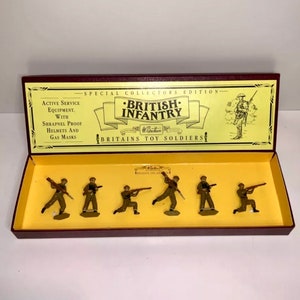 SPECIAL COLLECTORS EDITION
ACTIVE SERVICE
EQUIPMENT,
WITH
SHRAPNEL PROOF
HELMETS AND
GAS MASKS
·BRITISH·
INFANTRY
Britains
BRITAINS TOY SOLDIERS